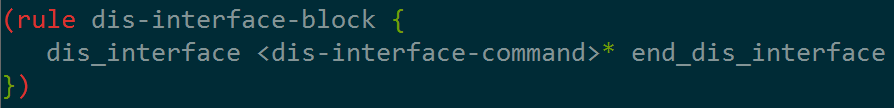 (rule dis-interface-block {
   dis_interface <dis-interface-command>* end_dis_interface
})